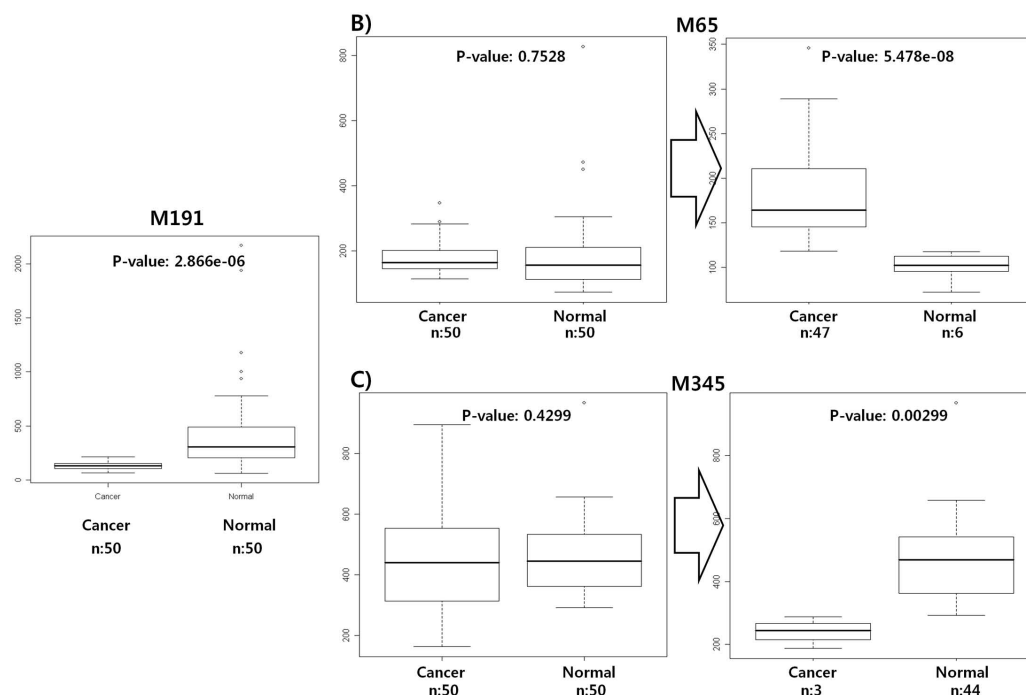 M191
P-value: 2.866e-06
2000
1500
1000
500
0
Cancer Normal
Cancer Normal
n:50 n:50
B)
P-value: 0.7528
800
600
400
200
Cancer Normal
n:50 n:50
M65
P-value: 5.478e-08
350
300
250
200
150
100
Cancer Normal
n:47 n:6
C)
P-value: 0.4299
800
600
400
200
Cancer Normal
n:50 n:50
M345
P-value: 0.00299
800
600
400
200
Cancer Normal
n:3 n:44